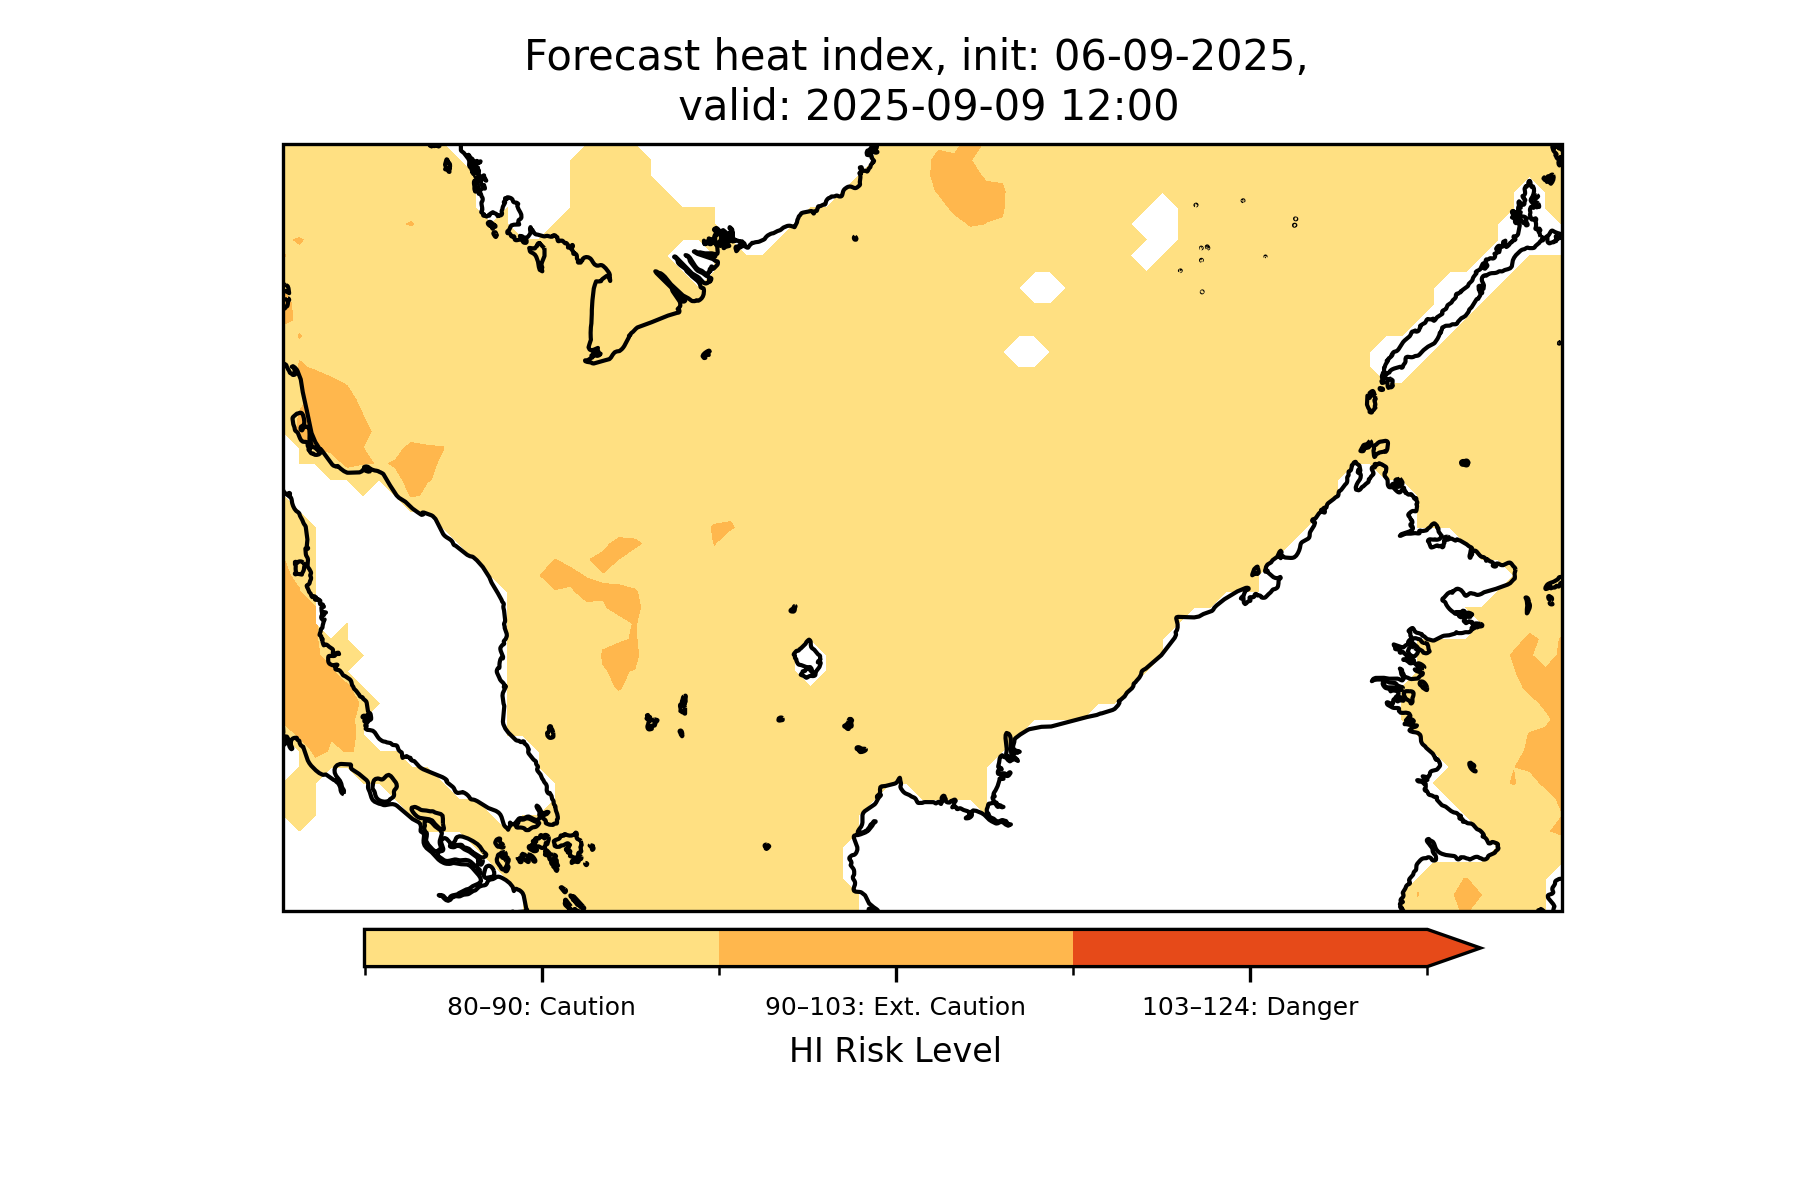 Forecast heat index, init: 06-09-2025,
valid: 2025-09-09 12:00
80–90: Caution
90–103: Ext. Caution
103–124: Danger
HI Risk Level